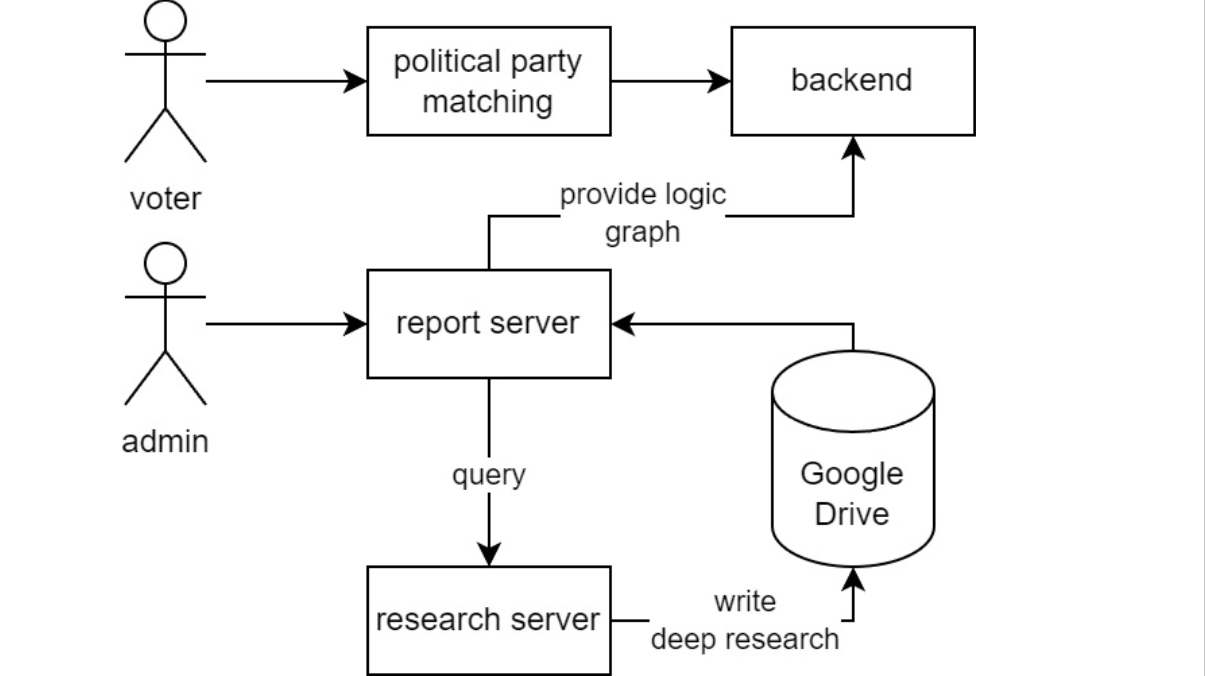 political party
matching
backend
voter
provide logic
graph
report server
admin
query
Google
Drive
research server
write
deep research